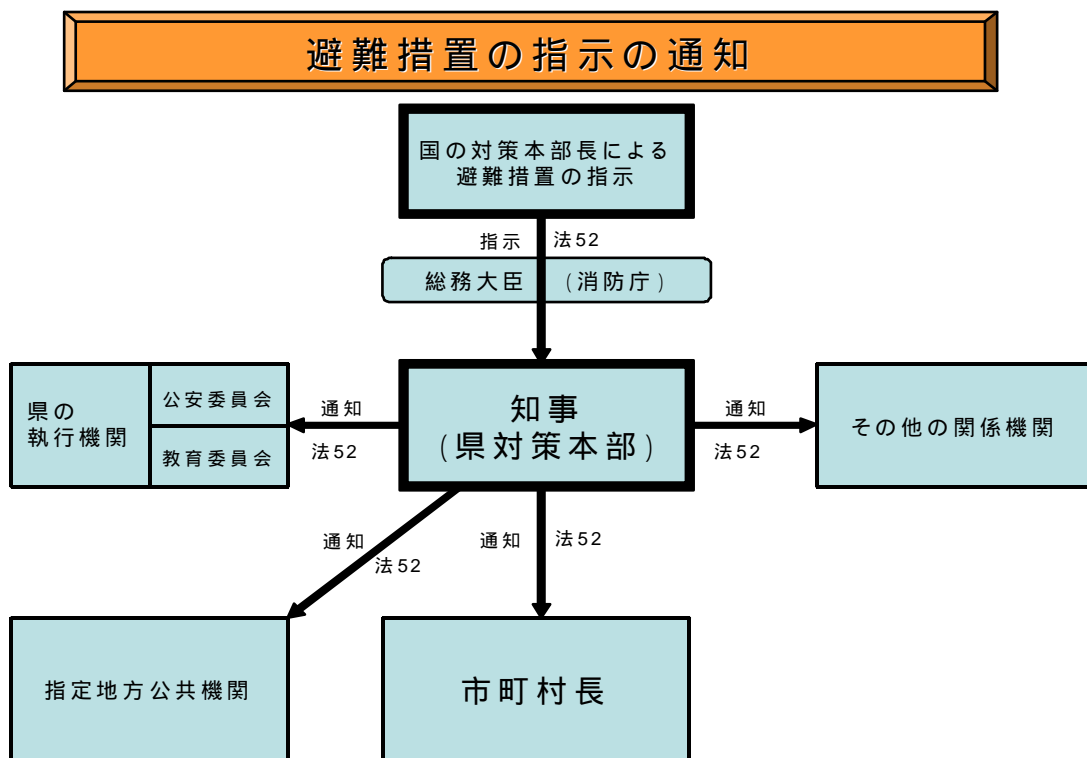 避難措置の指示の通知
国の対策本部長による
避難措置の指示
指示 法52
総務大臣 (消防庁)
県の
執行機関
公安委員会
教育委員会
通知
法52
知事
(県対策本部)
通知
法52
その他の関係機関
通知
法52
通知 法52
指定地方公共機関
市町村長